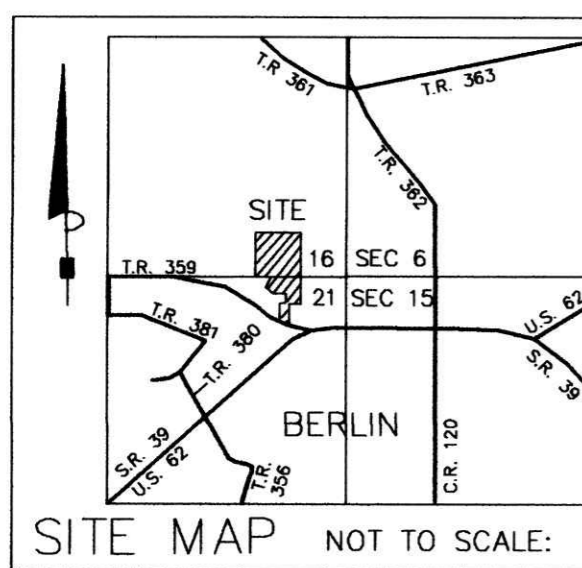 T.R. 361
T.R. 363
T.R. 362
SITE
16 SEC 6
T.R. 359
21 SEC 15
T.R. 381
T.R. 380
U.S. 62
S.R. 39
BERLIN
S.R. 39
U.S. 62
T.R. 356
C.R. 120
SITE MAP NOT TO SCALE: